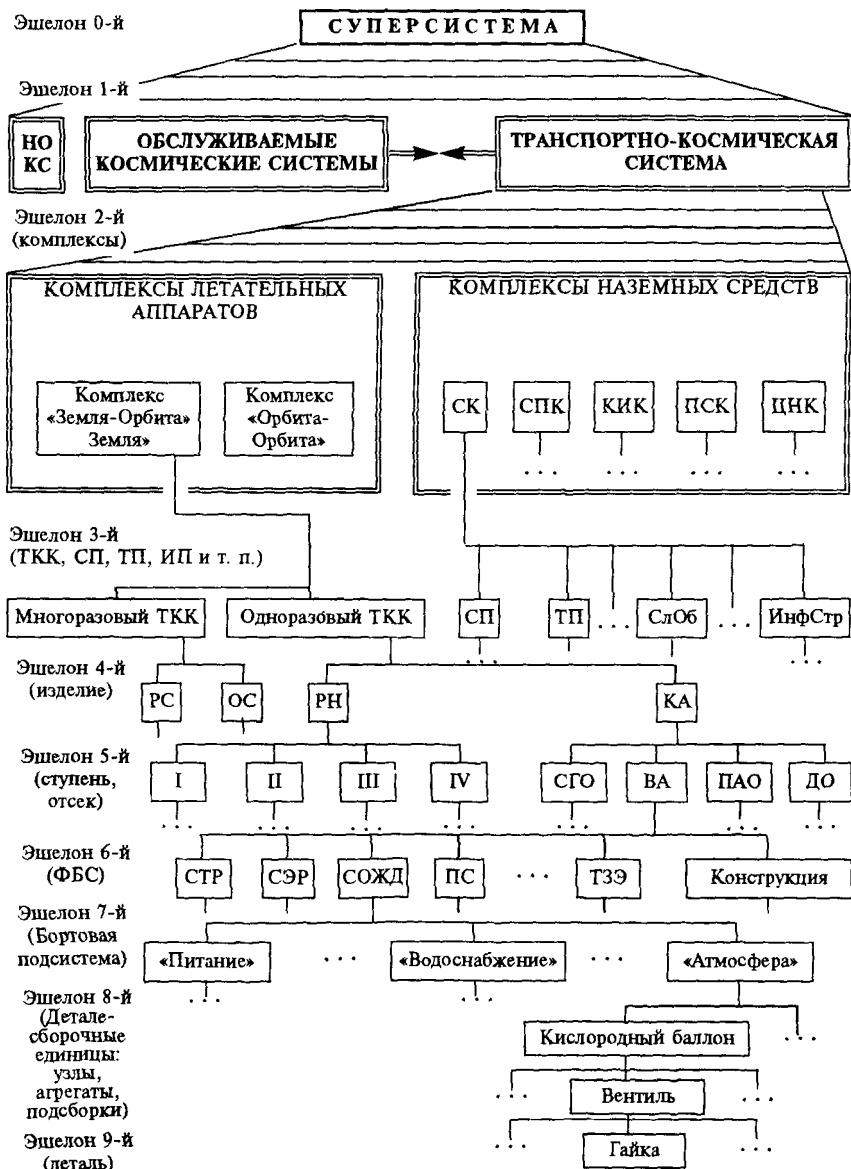 Эшелон 0-й
СУПЕРСИСТЕМА
Эшелон 1-й
НО
КС
ОБСЛУЖИВАЕМЫЕ
КОСМИЧЕСКИЕ СИСТЕМЫ
ТРАНСПОРТНО-КОСМИЧЕСКАЯ
СИСТЕМА
Эшелон 2-й
(комплексы)
КОМПЛЕКСЫ ЛЕТАТЕЛЬНЫХ
АППАРАТОВ
КОМПЛЕКСЫ НАЗЕМНЫХ СРЕДСТВ
Комплекс
«Земля-Орбита»
Земля»
Комплекс
«Орбита-
Орбита»
СК
СПК
КИК
ПСК
ЦНК
. . .
. . .
. . .
. . .
Эшелон 3-й
(ТКК, СП, ТП, ИП и т. п.)
Многоразовый ТКК
Одноразовый ТКК
СП
ТП
. . .
СлОб
. . .
ИнфСтр
. . .
. . .
. . .
Эшелон 4-й
(изделие)
РС
ОС
РН
КА
Эшелон 5-й
(ступень,
отсек)
I
II
III
IV
СГО
ВА
ПАО
ДО
. . .
. . .
. . .
. . .
. . .
. . .
. . .
Эшелон 6-й
(ФБС)
СТР
СЭР
СОЖД
ПС
. . .
ТЗЭ
Конструкция
Эшелон 7-й
(Бортовая
подсистема)
«Питание»
. . .
«Водоснабжение»
. . .
«Атмосфера»
. . .
. . .
Эшелон 8-й
(Детале-
сборочные
единицы:
узлы,
агрегаты,
подсборки)
Кислородный баллон
. . .
. . .
Вентиль
. . .
Эшелон 9-й
(деталь)
. . .
Гайка
. . .